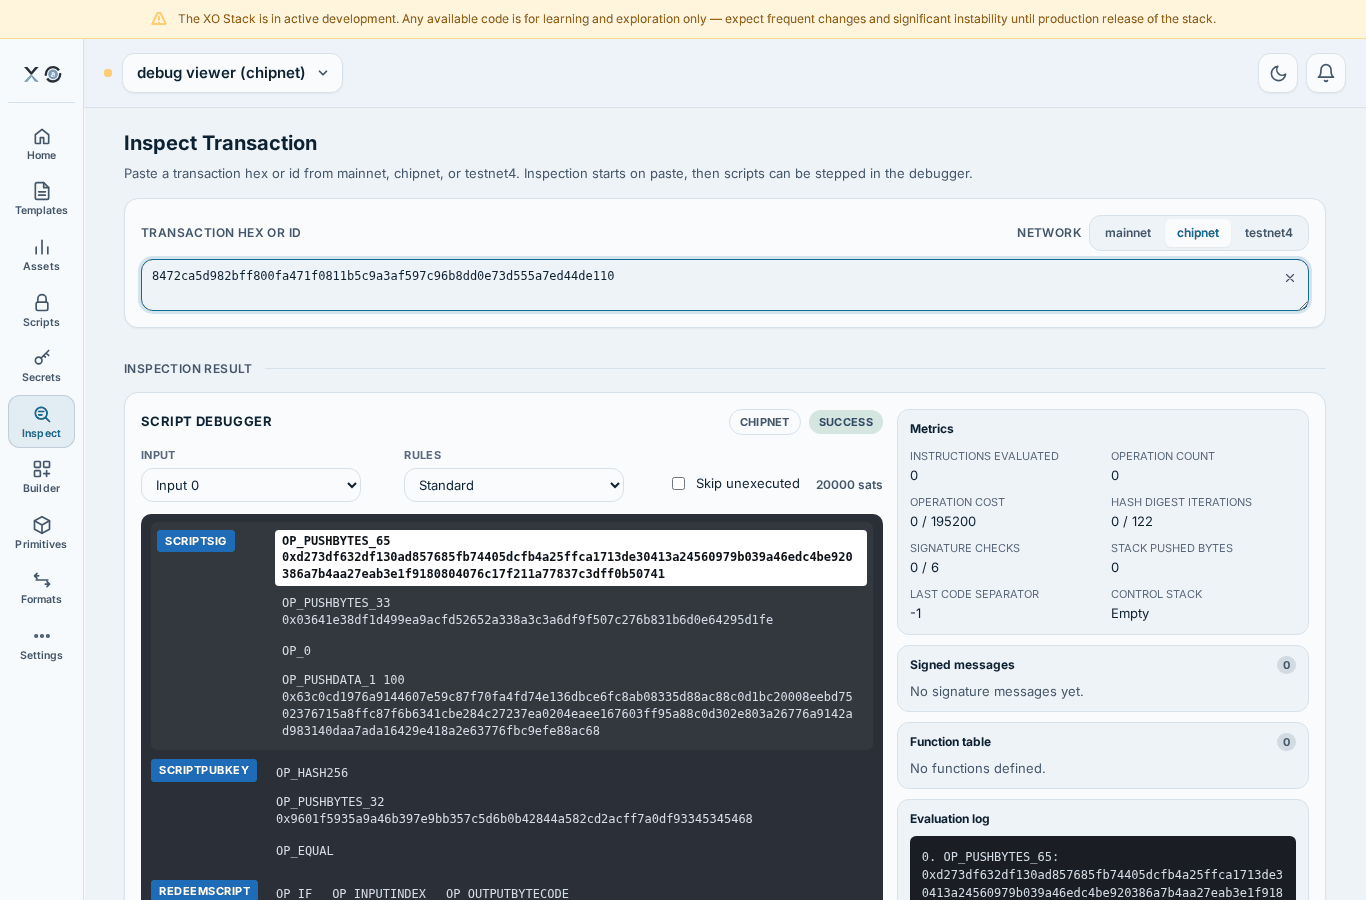 The XO Stack is in active development. Any available code is for learning and exploration only — expect frequent changes and significant instability until production release of the stack.
XO
debug viewer (chipnet)
Home
Templates
Assets
Scripts
Secrets
Inspect
Builder
Primitives
Formats
Settings
Inspect Transaction
Paste a transaction hex or id from mainnet, chipnet, or testnet4. Inspection starts on paste, then scripts can be stepped in the debugger.
TRANSACTION HEX OR ID
NETWORK mainnet chipnet testnet4
8472ca5d982bff800fa471f0811b5c9a3af597c96b8dd0e73d555a7ed44de110
INSPECTION RESULT
SCRIPT DEBUGGER
CHIPNET SUCCESS
INPUT
Input 0
RULES
Standard
Skip unexecuted
20000 sats
SCRIPTSIG
OP_PUSHBYTES_65
0xd273df632df130ad857685fb74405dcfb4a25ffca1713de30413a24560979b039a46edc4be920
386a7b4aa27eab3e1f9180804076c17f211a77837c3dff0b50741
OP_PUSHBYTES_33
0x03641e38df1d499ea9acfd52652a338a3c3a6df9f507c276b831b6d0e64295d1fe
OP_0
OP_PUSHDATA_1 100
0x63c0cd1976a9144607e59c87f70fa4fd74e136dbce6fc8ab08335d88ac88c0d1bc20008eebd75
02376715a8ffc87f6b6341cbe284c27237ea0204eaee167603ff95a88c0d302e803a26776a9142a
d983140daa7ada16429e418a2e63776fbc9efe88ac68
SCRIPTPUBKEY
OP_HASH256
OP_PUSHBYTES_32
0x9601f5935a9a46b397e9bb357c5d6b0b42844a582cd2acff7a0df93345345468
OP_EQUAL
REDEEMSCRIPT
OP_IF OP_INPUTINDEX OP_OUTPUTBYTECODE
Metrics
INSTRUCTIONS EVALUATED
0
OPERATION COUNT
0
OPERATION COST
0 / 195200
HASH DIGEST ITERATIONS
0 / 122
SIGNATURE CHECKS
0 / 6
STACK PUSHED BYTES
0
LAST CODE SEPARATOR
-1
CONTROL STACK
Empty
Signed messages
0
No signature messages yet.
Function table
0
No functions defined.
Evaluation log
0. OP_PUSHBYTES_65:
0xd273df632df130ad857685fb74405dcfb4a25ffca1713de3
0413a24560979b039a46edc4be920386a7b4aa27eab3e1f918